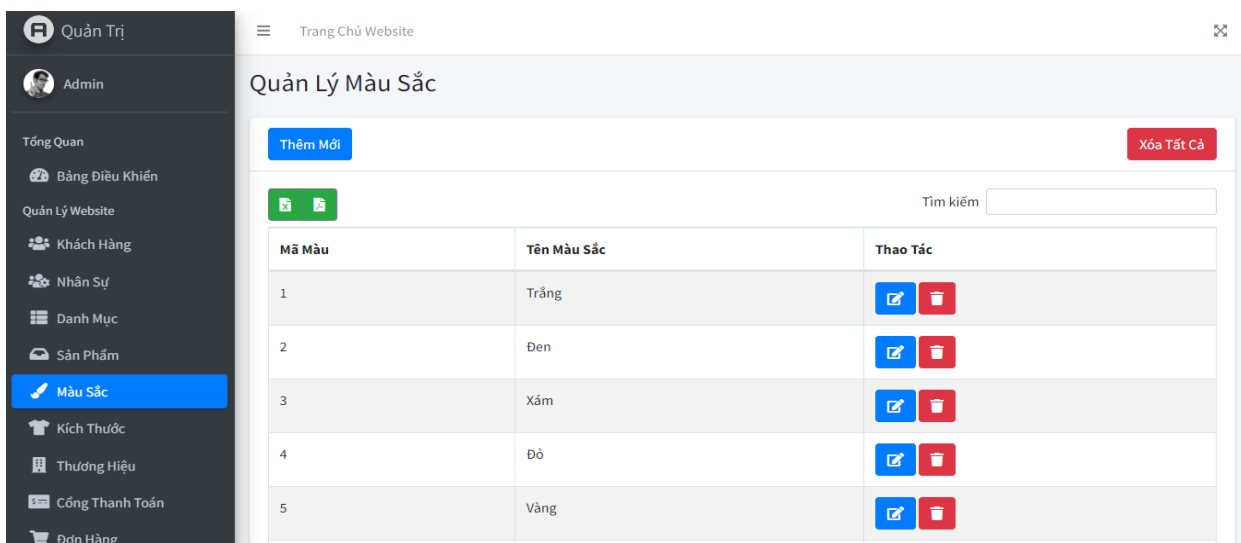 Quản Trị
Admin
Tổng Quan
Bảng Điều Khiển
Quản Lý Website
Khách Hàng
Nhân Sự
Danh Mục
Sản Phẩm
Màu Sắc
Kích Thước
Thương Hiệu
Cổng Thanh Toán
Đơn Hàng
Trang Chủ Website
Quản Lý Màu Sắc
Thêm Mới Xóa Tất Cả
Tìm kiếm
Mã Màu Tên Màu Sắc Thao Tác
1 Trắng
2 Đen
3 Xám
4 Đỏ
5 Vàng